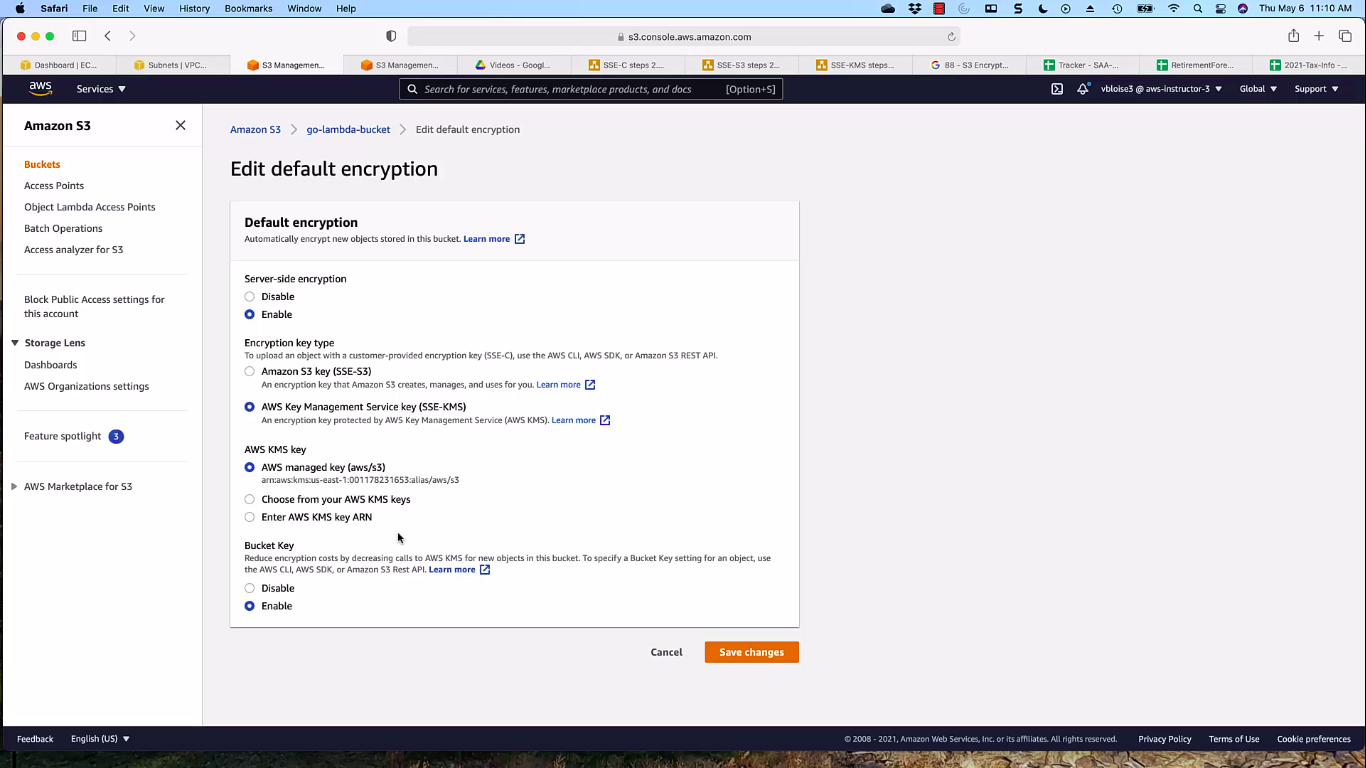 Safari File Edit View History Bookmarks Window Help Thu May 6 11:10 AM
s3.console.aws.amazon.com
Dashboard | EC... Subnets | VPC... S3 Management... S3 Managemen... Videos – Googl... SSE-C steps 2.... SSE-S3 steps 2... SSE-KMS steps... 88 - S3 Encrypt... Tracker - SAA-... RetirementFore... 2021-Tax-Info -...
aws Services Search for services, features, marketplace products, and docs [Option+S] vbloise3 @ aws-instructor-3 Global Support
Amazon S3
Buckets
Access Points
Object Lambda Access Points
Batch Operations
Access analyzer for S3
Block Public Access settings for
this account
Storage Lens
Dashboards
AWS Organizations settings
Feature spotlight 3
AWS Marketplace for S3
Amazon S3 go-lambda-bucket Edit default encryption
Edit default encryption
Default encryption
Automatically encrypt new objects stored in this bucket. Learn more
Server-side encryption
Disable
Enable
Encryption key type
To upload an object with a customer-provided encryption key (SSE-C), use the AWS CLI, AWS SDK, or Amazon S3 REST API.
Amazon S3 key (SSE-S3)
An encryption key that Amazon S3 creates, manages, and uses for you. Learn more
AWS Key Management Service key (SSE-KMS)
An encryption key protected by AWS Key Management Service (AWS KMS). Learn more
AWS KMS key
AWS managed key (aws/s3)
arn:aws:kms:us-east-1:001178231653:alias/aws/s3
Choose from your AWS KMS keys
Enter AWS KMS key ARN
Bucket Key
Reduce encryption costs by decreasing calls to AWS KMS for new objects in this bucket. To specify a Bucket Key setting for an object, use
the AWS CLI, AWS SDK, or Amazon S3 Rest API. Learn more
Disable
Enable
Cancel Save changes
Feedback English (US) © 2008 - 2021, Amazon Web Services, Inc. or its affiliates. All rights reserved. Privacy Policy Terms of Use Cookie preferences